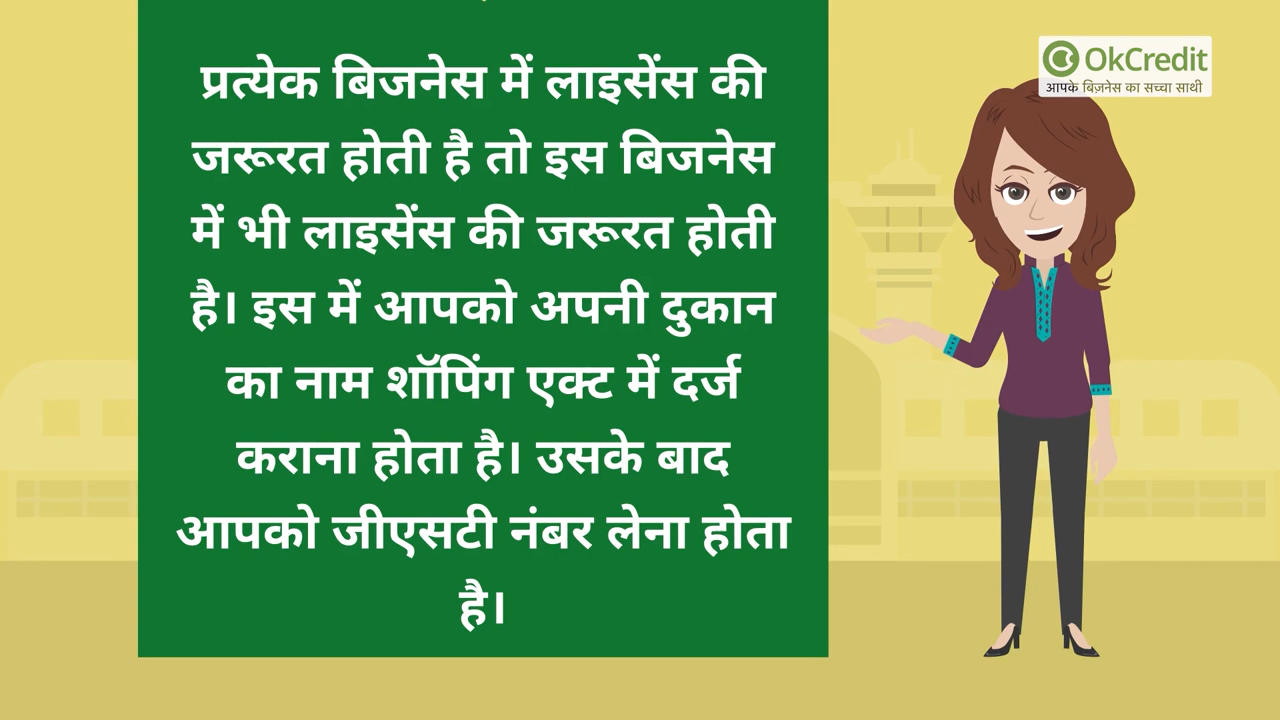 प्रत्येक बिजनेस में लाइसेंस की
जरूरत होती है तो इस बिजनेस
में भी लाइसेंस की जरूरत होती
है। इस में आपको अपनी दुकान
का नाम शॉपिंग एक्ट में दर्ज
कराना होता है। उसके बाद
आपको जीएसटी नंबर लेना होता
है।
OkCredit
आपके बिज़नेस का सच्चा साथी